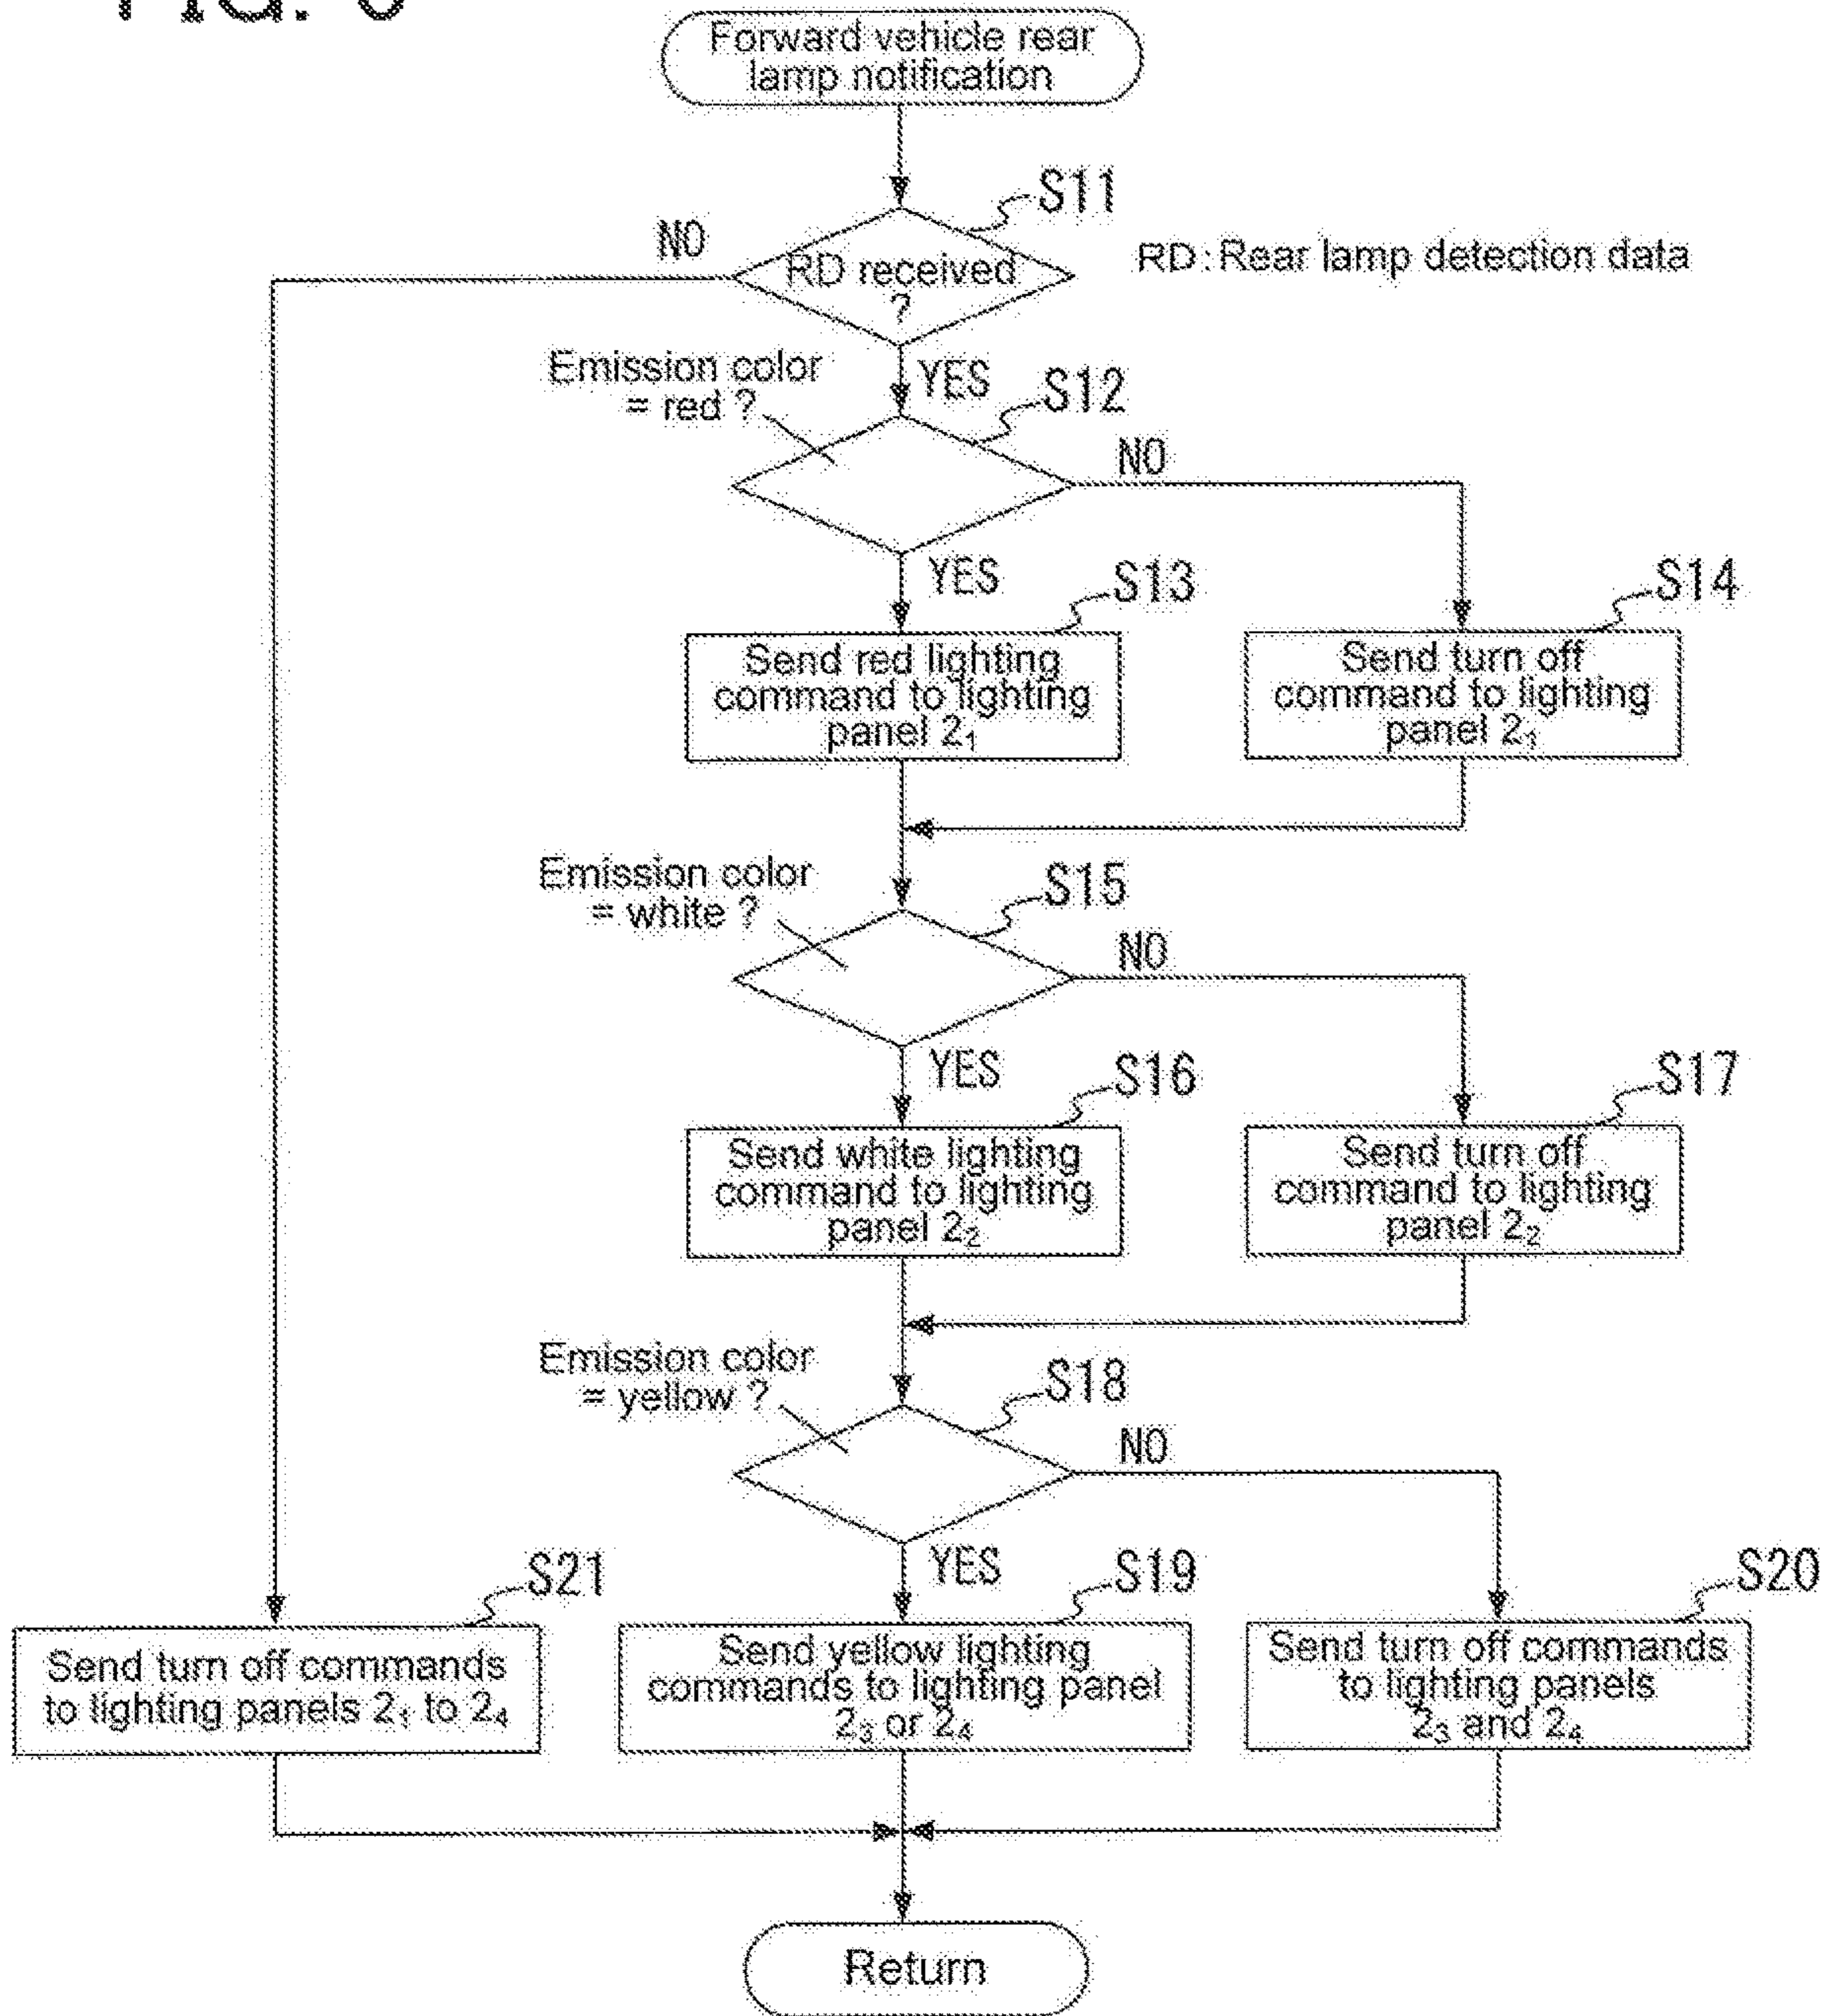 Forward vehicle rear
lamp notification
S11
NO
RD received
?
RD : Rear lamp detection data
YES
Emission color
= red ?
S12
NO
YES
S13
Send red lighting
command to lighting
panel 2₁
S14
Send turn off
command to lighting
panel 2₁
Emission color
= white ?
S15
NO
YES
S16
Send white lighting
command to lighting
panel 2₂
S17
Send turn off
command to lighting
panel 2₂
Emission color
= yellow ?
S18
NO
YES
S21
Send turn off commands
to lighting panels 2₁ to 2₄
S19
Send yellow lighting
commands to lighting panel
2₃ or 2₄
S20
Send turn off commands
to lighting panels
2₃ and 2₄
Return